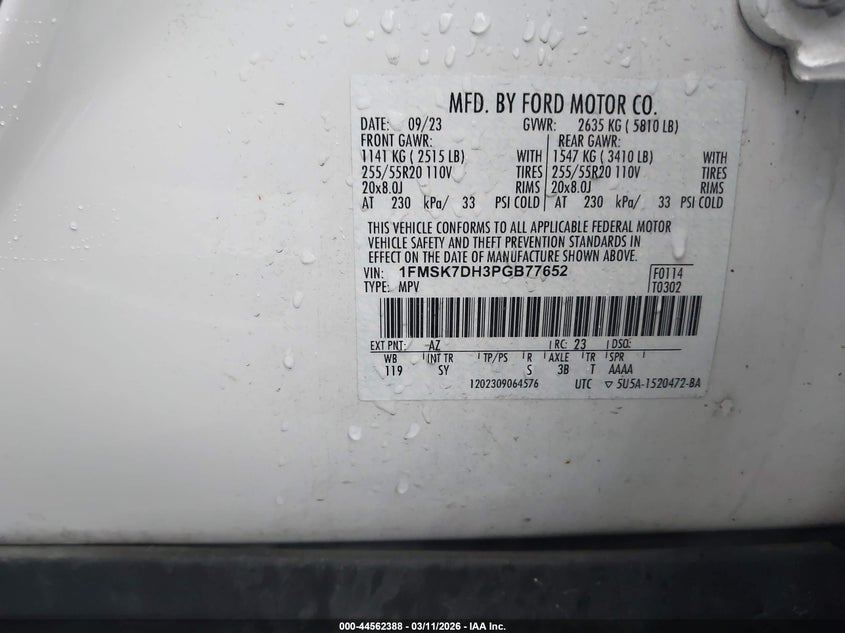 MFD. BY FORD MOTOR CO.
DATE: 09/23 GVWR: 2635 KG ( 5810 LB)
FRONT GAWR: REAR GAWR:
1141 KG ( 2515 LB) WITH 1547 KG ( 3410 LB) WITH
255/55R20 110V TIRES 255/55R20 110V TIRES
20x8.0J RIMS 20x8.0J RIMS
AT 230 kPa/ 33 PSI COLD AT 230 kPa/ 33 PSI COLD
THIS VEHICLE CONFORMS TO ALL APPLICABLE FEDERAL MOTOR
VEHICLE SAFETY AND THEFT PREVENTION STANDARDS IN
EFFECT ON THE DATE OF MANUFACTURE SHOWN ABOVE.
VIN: 1FMSK7DH3PGB77652 F0114
TYPE: MPV T0302
EXT PNT: AZ RC: 23 DSO:
WB INT TR TP/PS R AXLE TR SPR
119 SY S 3B T AAAA
1202309064576 UTC ▽ 5U5A-1520472-BA
000-44562388 - 03/11/2026 - IAA Inc.